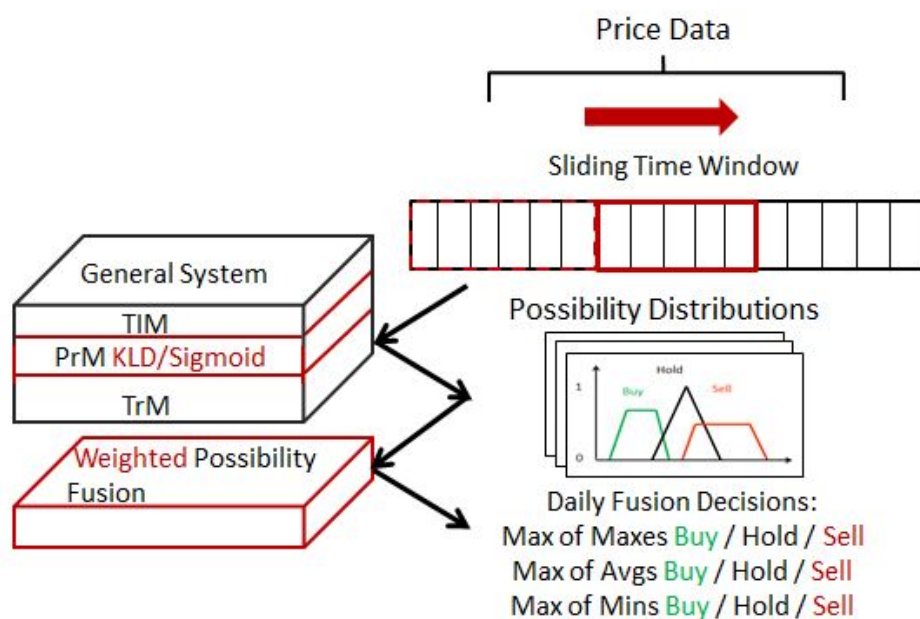 Price Data
Sliding Time Window
General System
TIM
PrM KLD/Sigmoid
TrM
Possibility Distributions
Hold
1
Buy
Sell
0
Weighted Possibility
Fusion
Daily Fusion Decisions:
Max of Maxes Buy / Hold / Sell
Max of Avgs Buy / Hold / Sell
Max of Mins Buy / Hold / Sell